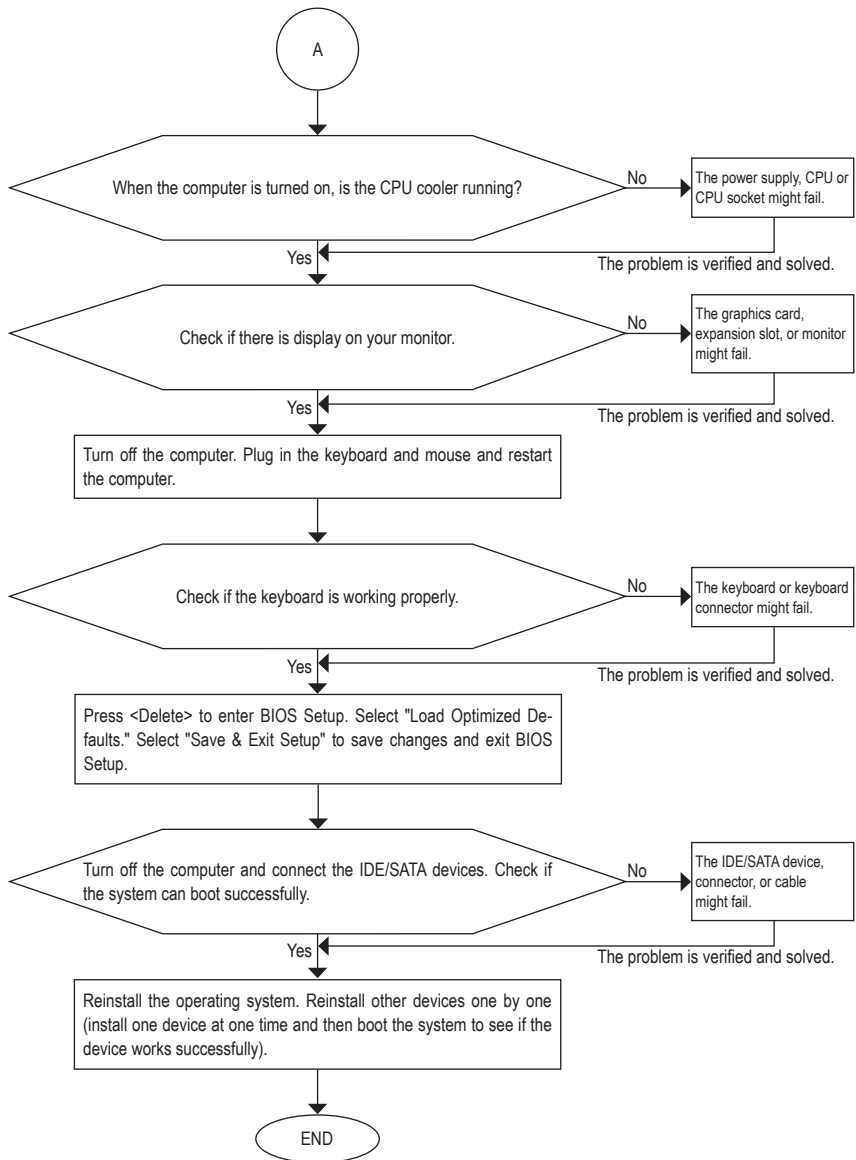 A
When the computer is turned on, is the CPU cooler running?
No
The power supply, CPU or
CPU socket might fail.
Yes
The problem is verified and solved.
Check if there is display on your monitor.
No
The graphics card,
expansion slot, or monitor
might fail.
Yes
The problem is verified and solved.
Turn off the computer. Plug in the keyboard and mouse and restart
the computer.
Check if the keyboard is working properly.
No
The keyboard or keyboard
connector might fail.
Yes
The problem is verified and solved.
Press <Delete> to enter BIOS Setup. Select "Load Optimized De-
faults." Select "Save & Exit Setup" to save changes and exit BIOS
Setup.
Turn off the computer and connect the IDE/SATA devices. Check if
the system can boot successfully.
No
The IDE/SATA device,
connector, or cable
might fail.
Yes
The problem is verified and solved.
Reinstall the operating system. Reinstall other devices one by one
(install one device at one time and then boot the system to see if the
device works successfully).
END